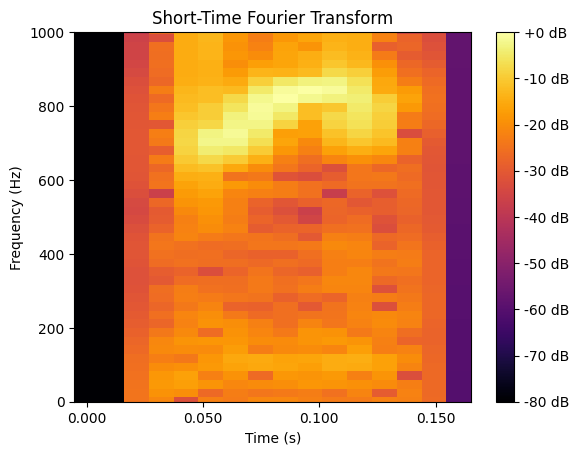 Short-Time Fourier Transform
Frequency (Hz)
1000
800
600
400
200
0
0.000
0.050
0.100
0.150
Time (s)
+0 dB
-10 dB
-20 dB
-30 dB
-40 dB
-50 dB
-60 dB
-70 dB
-80 dB